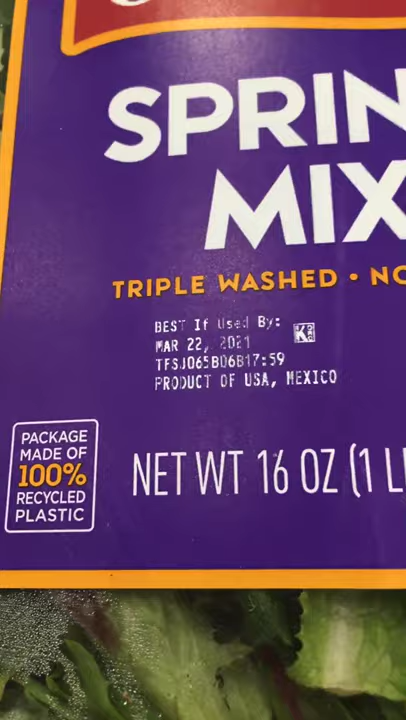 SPRIN
MIX
TRIPLE WASHED • NO
BEST If Used By:
MAR 22, 2021
TFSJ065B06B17:59
PRODUCT OF USA, MEXICO
PACKAGE
MADE OF
100%
RECYCLED
PLASTIC
NET WT 16 OZ (1 L